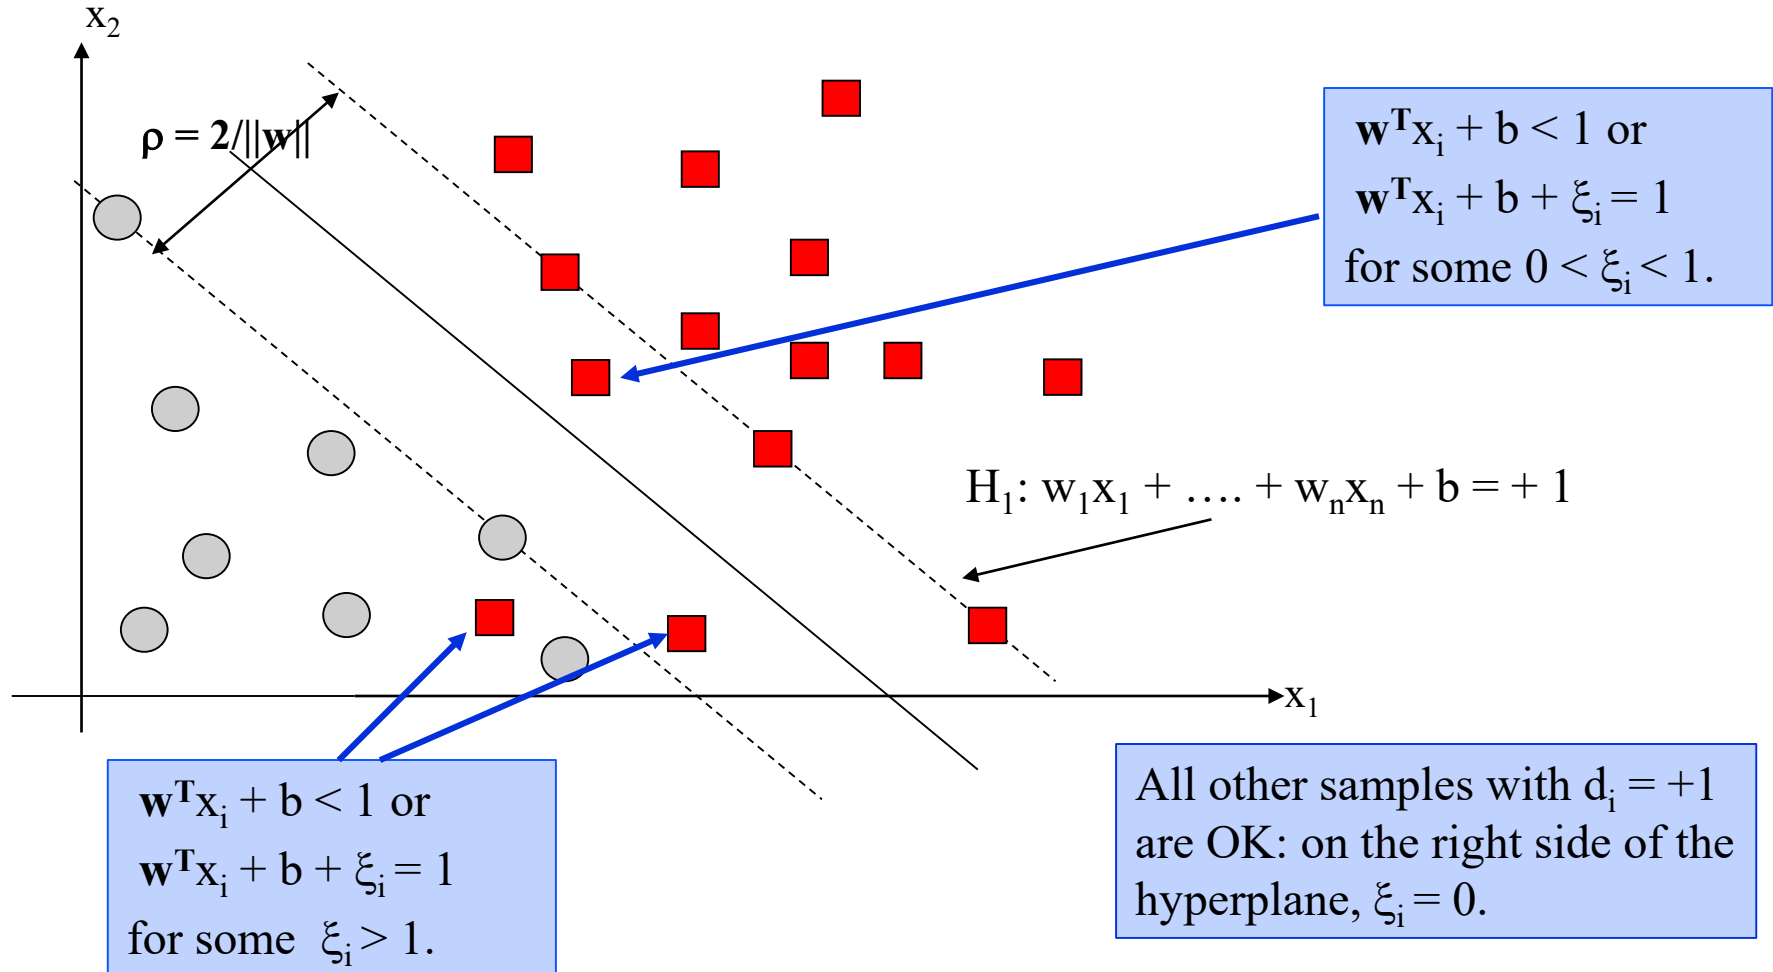 x₂
ρ = 2/||w||
wᵀxᵢ + b < 1 or
wᵀxᵢ + b + ξᵢ = 1
for some 0 < ξᵢ < 1.
H₁: w₁x₁ + …. + wₙxₙ + b = + 1
x₁
wᵀxᵢ + b < 1 or
wᵀxᵢ + b + ξᵢ = 1
for some ξᵢ > 1.
All other samples with dᵢ = +1
are OK: on the right side of the
hyperplane, ξᵢ = 0.